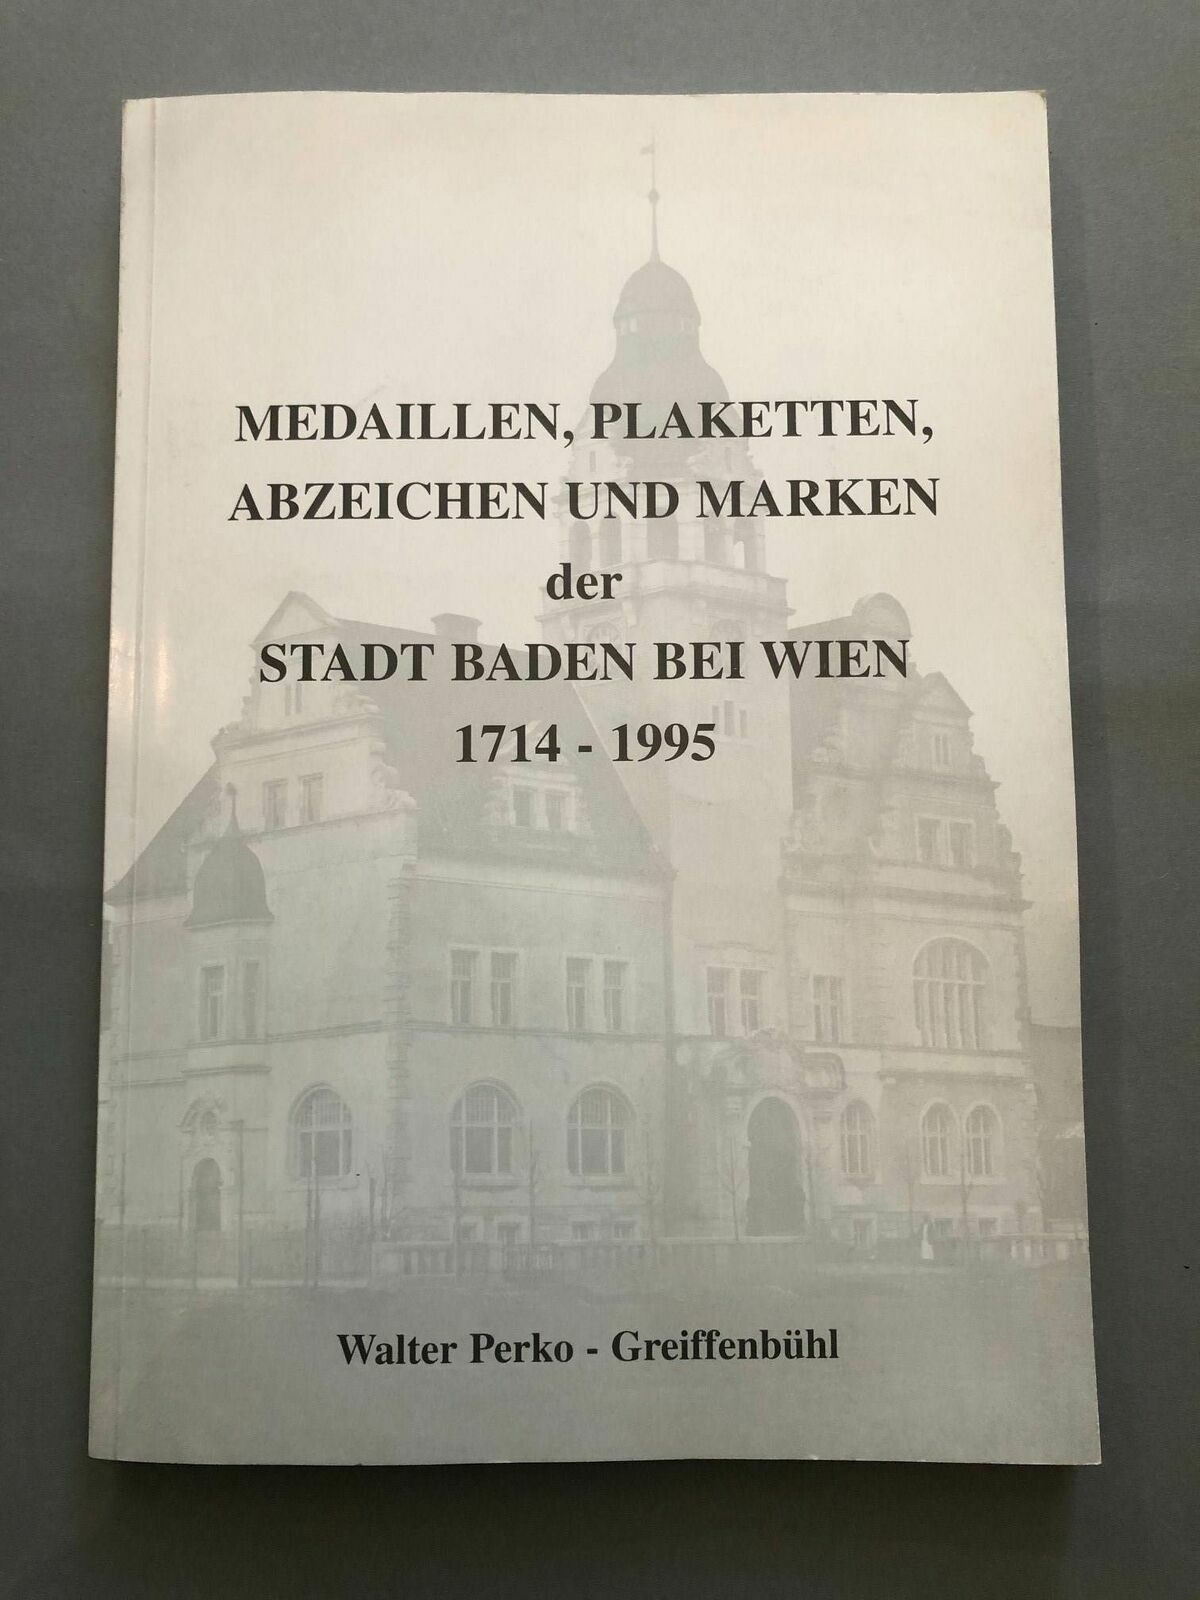 MEDAILLEN, PLAKETTEN,
ABZEICHEN UND MARKEN
der
STADT BADEN BEI WIEN
1714 - 1995
Walter Perko - Greiffenbühl